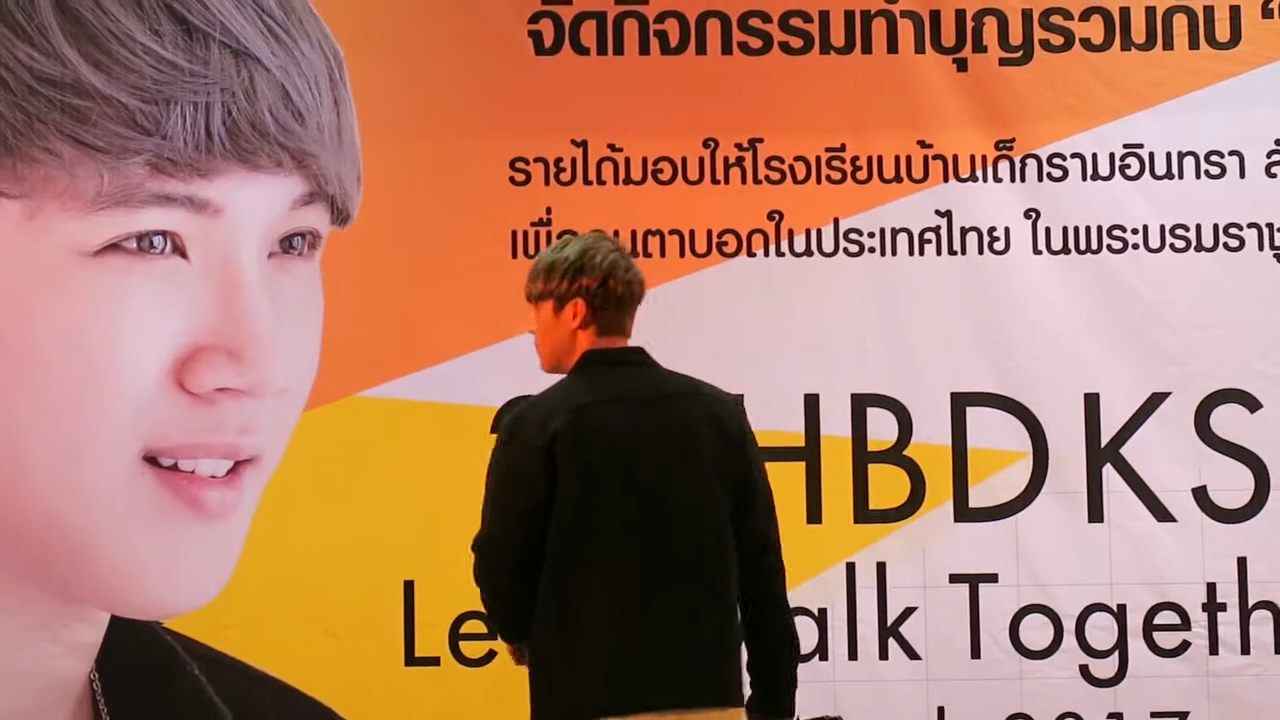 จัดกิจกรรมทำบุญร่วมกับ "
รายได้มอบให้โรงเรียนบ้านเด็กรามอินทรา
ตาบอดในประเทศไทย ในพระบรมรา
HBDKS
Le alk Togeth